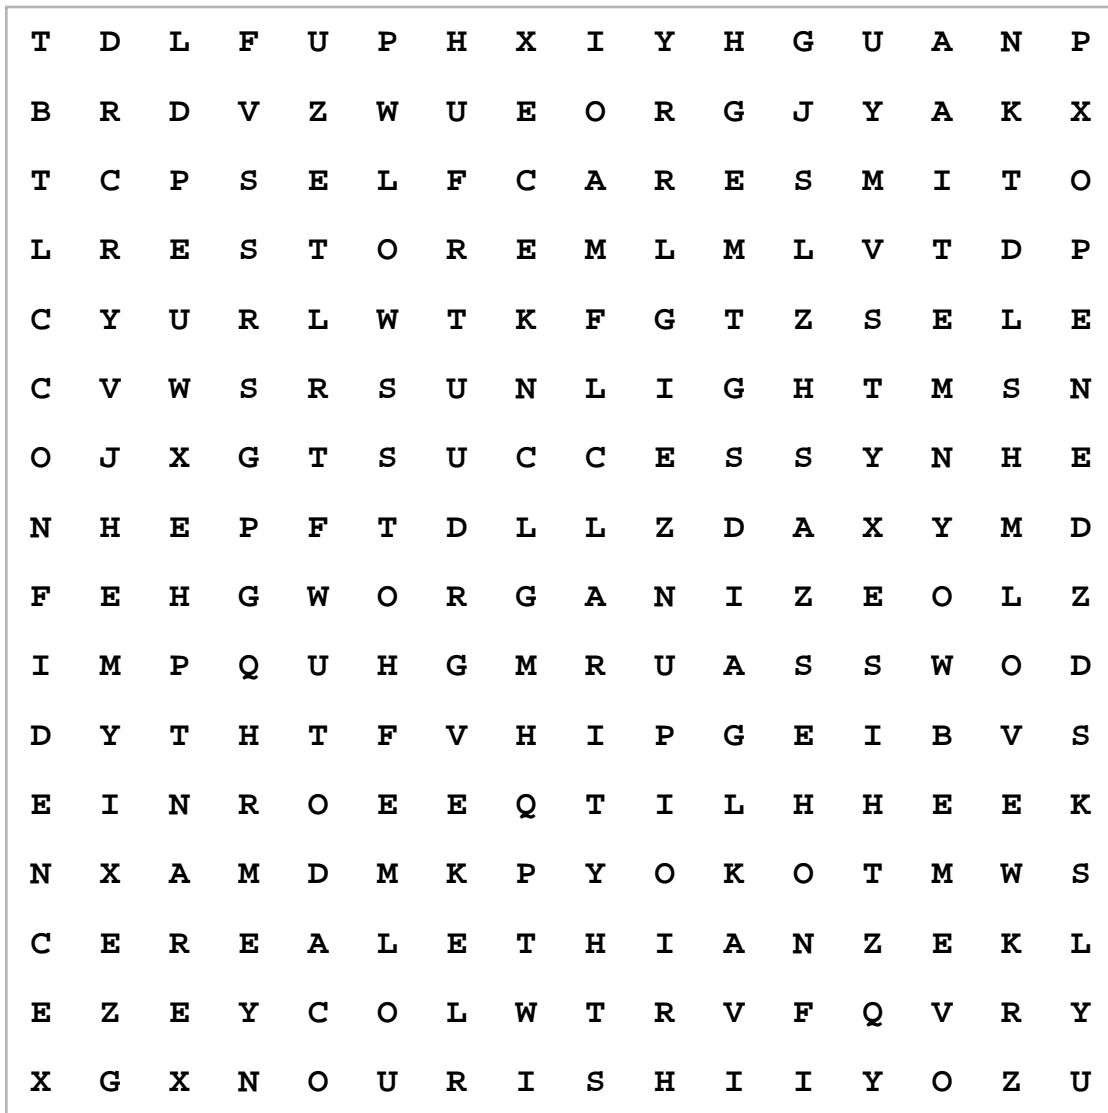 T D L F U P H X I Y H G U A N P
B R D V Z W U E O R G J Y A K X
T C P S E L F C A R E S M I T O
L R E S T O R E M L M L V T D P
C Y U R L W T K F G T Z S E L E
C V W S R S U N L I G H T M S N
O J X G T S U C C E S S Y N H E
N H E P F T D L L Z D A X Y M D
F E H G W O R G A N I Z E O L Z
I M P Q U H G M R U A S S W O D
D Y T H T F V H I P G E I B V S
E I N R O E E Q T I L H H E E K
N X A M D M K P Y O K O T M W S
C E R E A L E T H I A N Z E K L
E Z E Y C O L W T R V F Q V R Y
X G X N O U R I S H I I Y O Z U